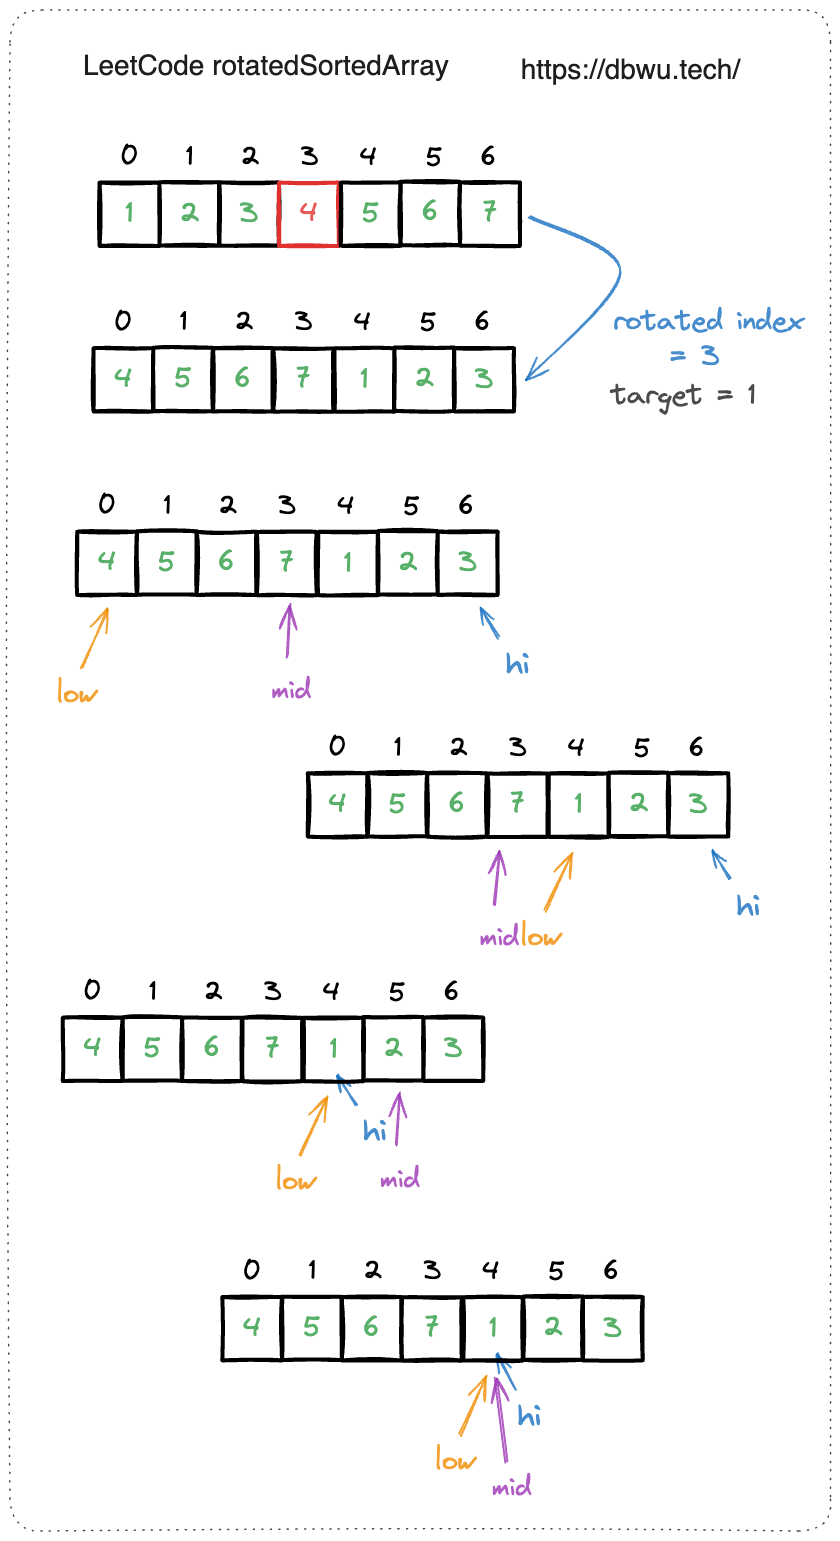 LeetCode rotatedSortedArray https://dbwu.tech/
0 1 2 3 4 5 6
1 2 3 4 5 6 7
0 1 2 3 4 5 6
rotated index
= 3
4 5 6 7 1 2 3
target = 1
0 1 2 3 4 5 6
4 5 6 7 1 2 3
hi
low mid
0 1 2 3 4 5 6
4 5 6 7 1 2 3
hi
mid low
0 1 2 3 4 5 6
4 5 6 7 1 2 3
hi
low mid
0 1 2 3 4 5 6
4 5 6 7 1 2 3
hi
low
mid